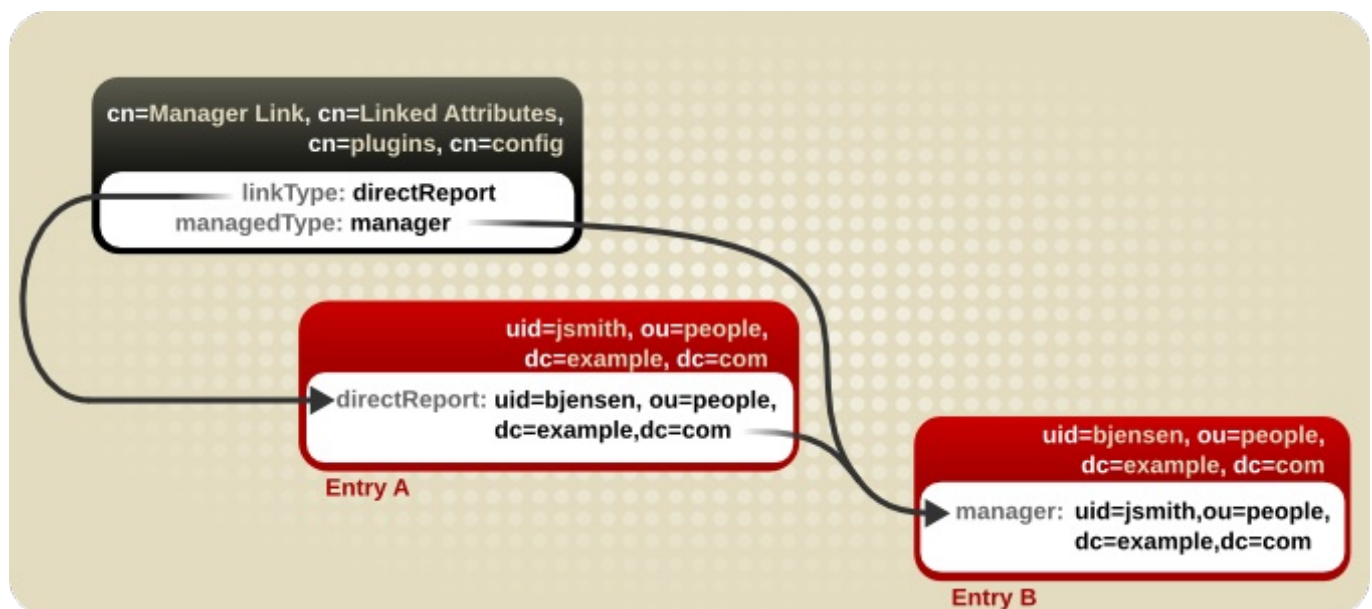 cn=Manager Link, cn=Linked Attributes,
cn=plugins, cn=config
linkType: directReport
managedType: manager
uid=jsmith, ou=people,
dc=example, dc=com
directReport: uid=bjensen, ou=people,
dc=example,dc=com
Entry A
uid=bjensen, ou=people,
dc=example, dc=com
manager: uid=jsmith,ou=people,
dc=example,dc=com
Entry B